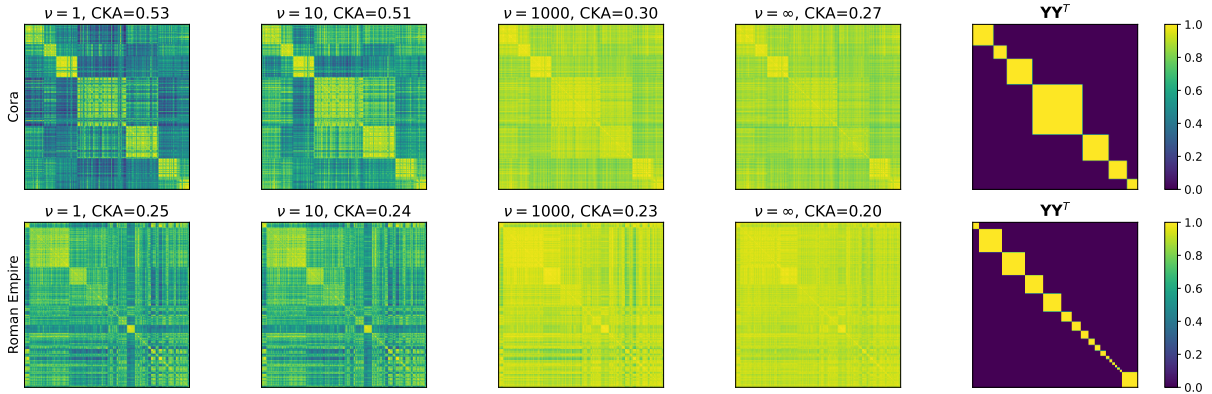 ν = 1, CKA=0.53
ν = 10, CKA=0.51
ν = 1000, CKA=0.30
ν = ∞, CKA=0.27
YYᵀ
1.0
0.8
0.6
0.4
0.2
0.0
Cora
ν = 1, CKA=0.25
ν = 10, CKA=0.24
ν = 1000, CKA=0.23
ν = ∞, CKA=0.20
YYᵀ
1.0
0.8
0.6
0.4
0.2
0.0
Roman Empire